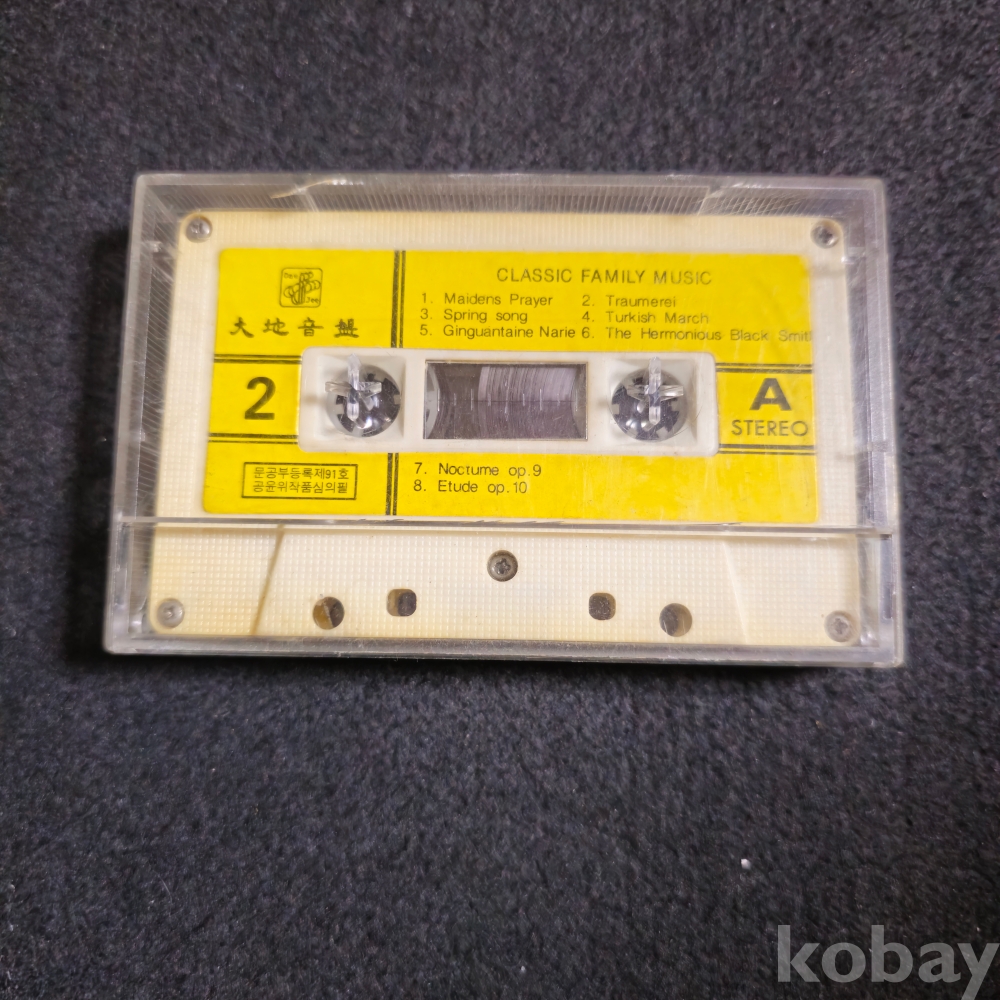 CLASSIC FAMILY MUSIC
1. Maidens Prayer 2. Traumerei
3. Spring song 4. Turkish March
5. Ginguantaine Narie 6. The Hermonious Black Smit
大地音盤
2
A
STEREO
문공부등록제91호
공윤위작품심의필
7. Noctume op.9
8. Etude op.10
kobay